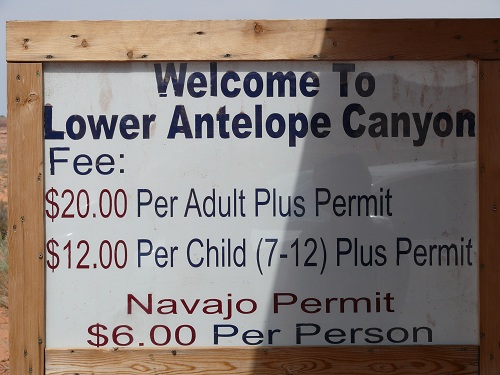 Welcome To
Lower Antelope Canyon
Fee:
$20.00 Per Adult Plus Permit
$12.00 Per Child (7-12) Plus Permit
Navajo Permit
$6.00 Per Person